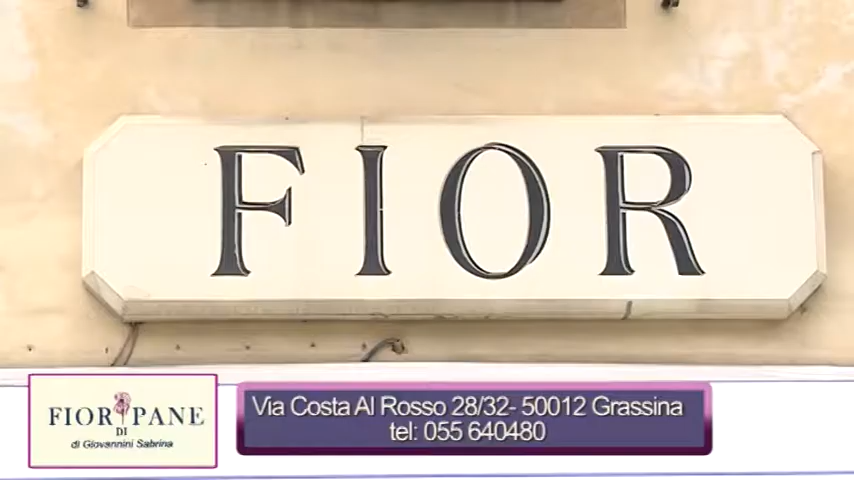 FIOR
FIOR DI PANE
di Giovannini Sabrina
Via Costa Al Rosso 28/32- 50012 Grassina
tel: 055 640480